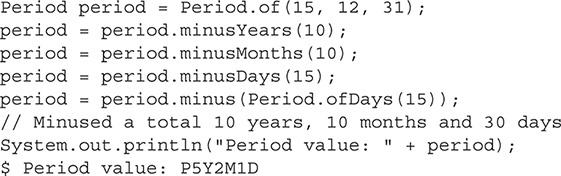 Period period = Period.of(15, 12, 31);
period = period.minusYears(10);
period = period.minusMonths(10);
period = period.minusDays(15);
period = period.minus(Period.ofDays(15));
// Minused a total 10 years, 10 months and 30 days
System.out.println("Period value: " + period);
$ Period value: P5Y2M1D